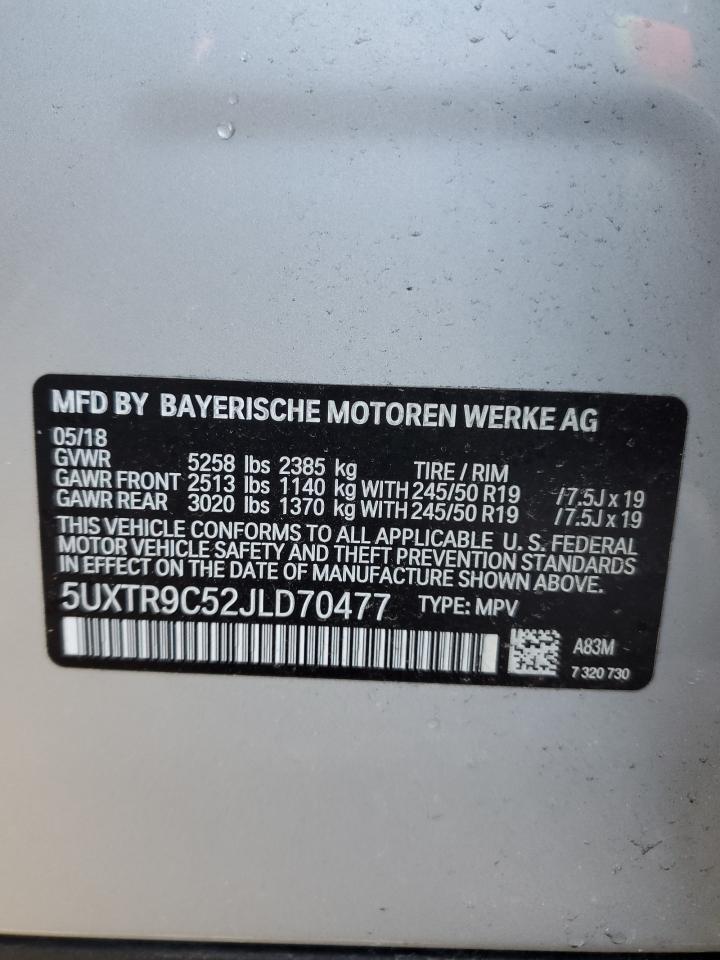 MFD BY BAYERISCHE MOTOREN WERKE AG
05/18
GVWR 5258 lbs 2385 kg TIRE / RIM
GAWR FRONT 2513 lbs 1140 kg WITH 245/50 R19 /7.5J x 19
GAWR REAR 3020 lbs 1370 kg WITH 245/50 R19 /7.5J x 19
THIS VEHICLE CONFORMS TO ALL APPLICABLE U. S. FEDERAL
MOTOR VEHICLE SAFETY AND THEFT PREVENTION STANDARDS
IN EFFECT ON THE DATE OF MANUFACTURE SHOWN ABOVE.
5UXTR9C52JLD70477 TYPE: MPV
A83M
7 320 730